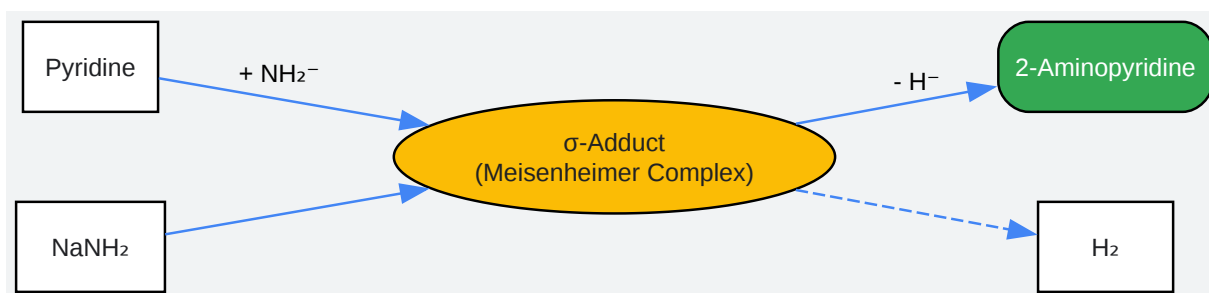 Pyridine
+ NH₂⁻
- H⁻
2-Aminopyridine
σ-Adduct
(Meisenheimer Complex)
NaNH₂
H₂